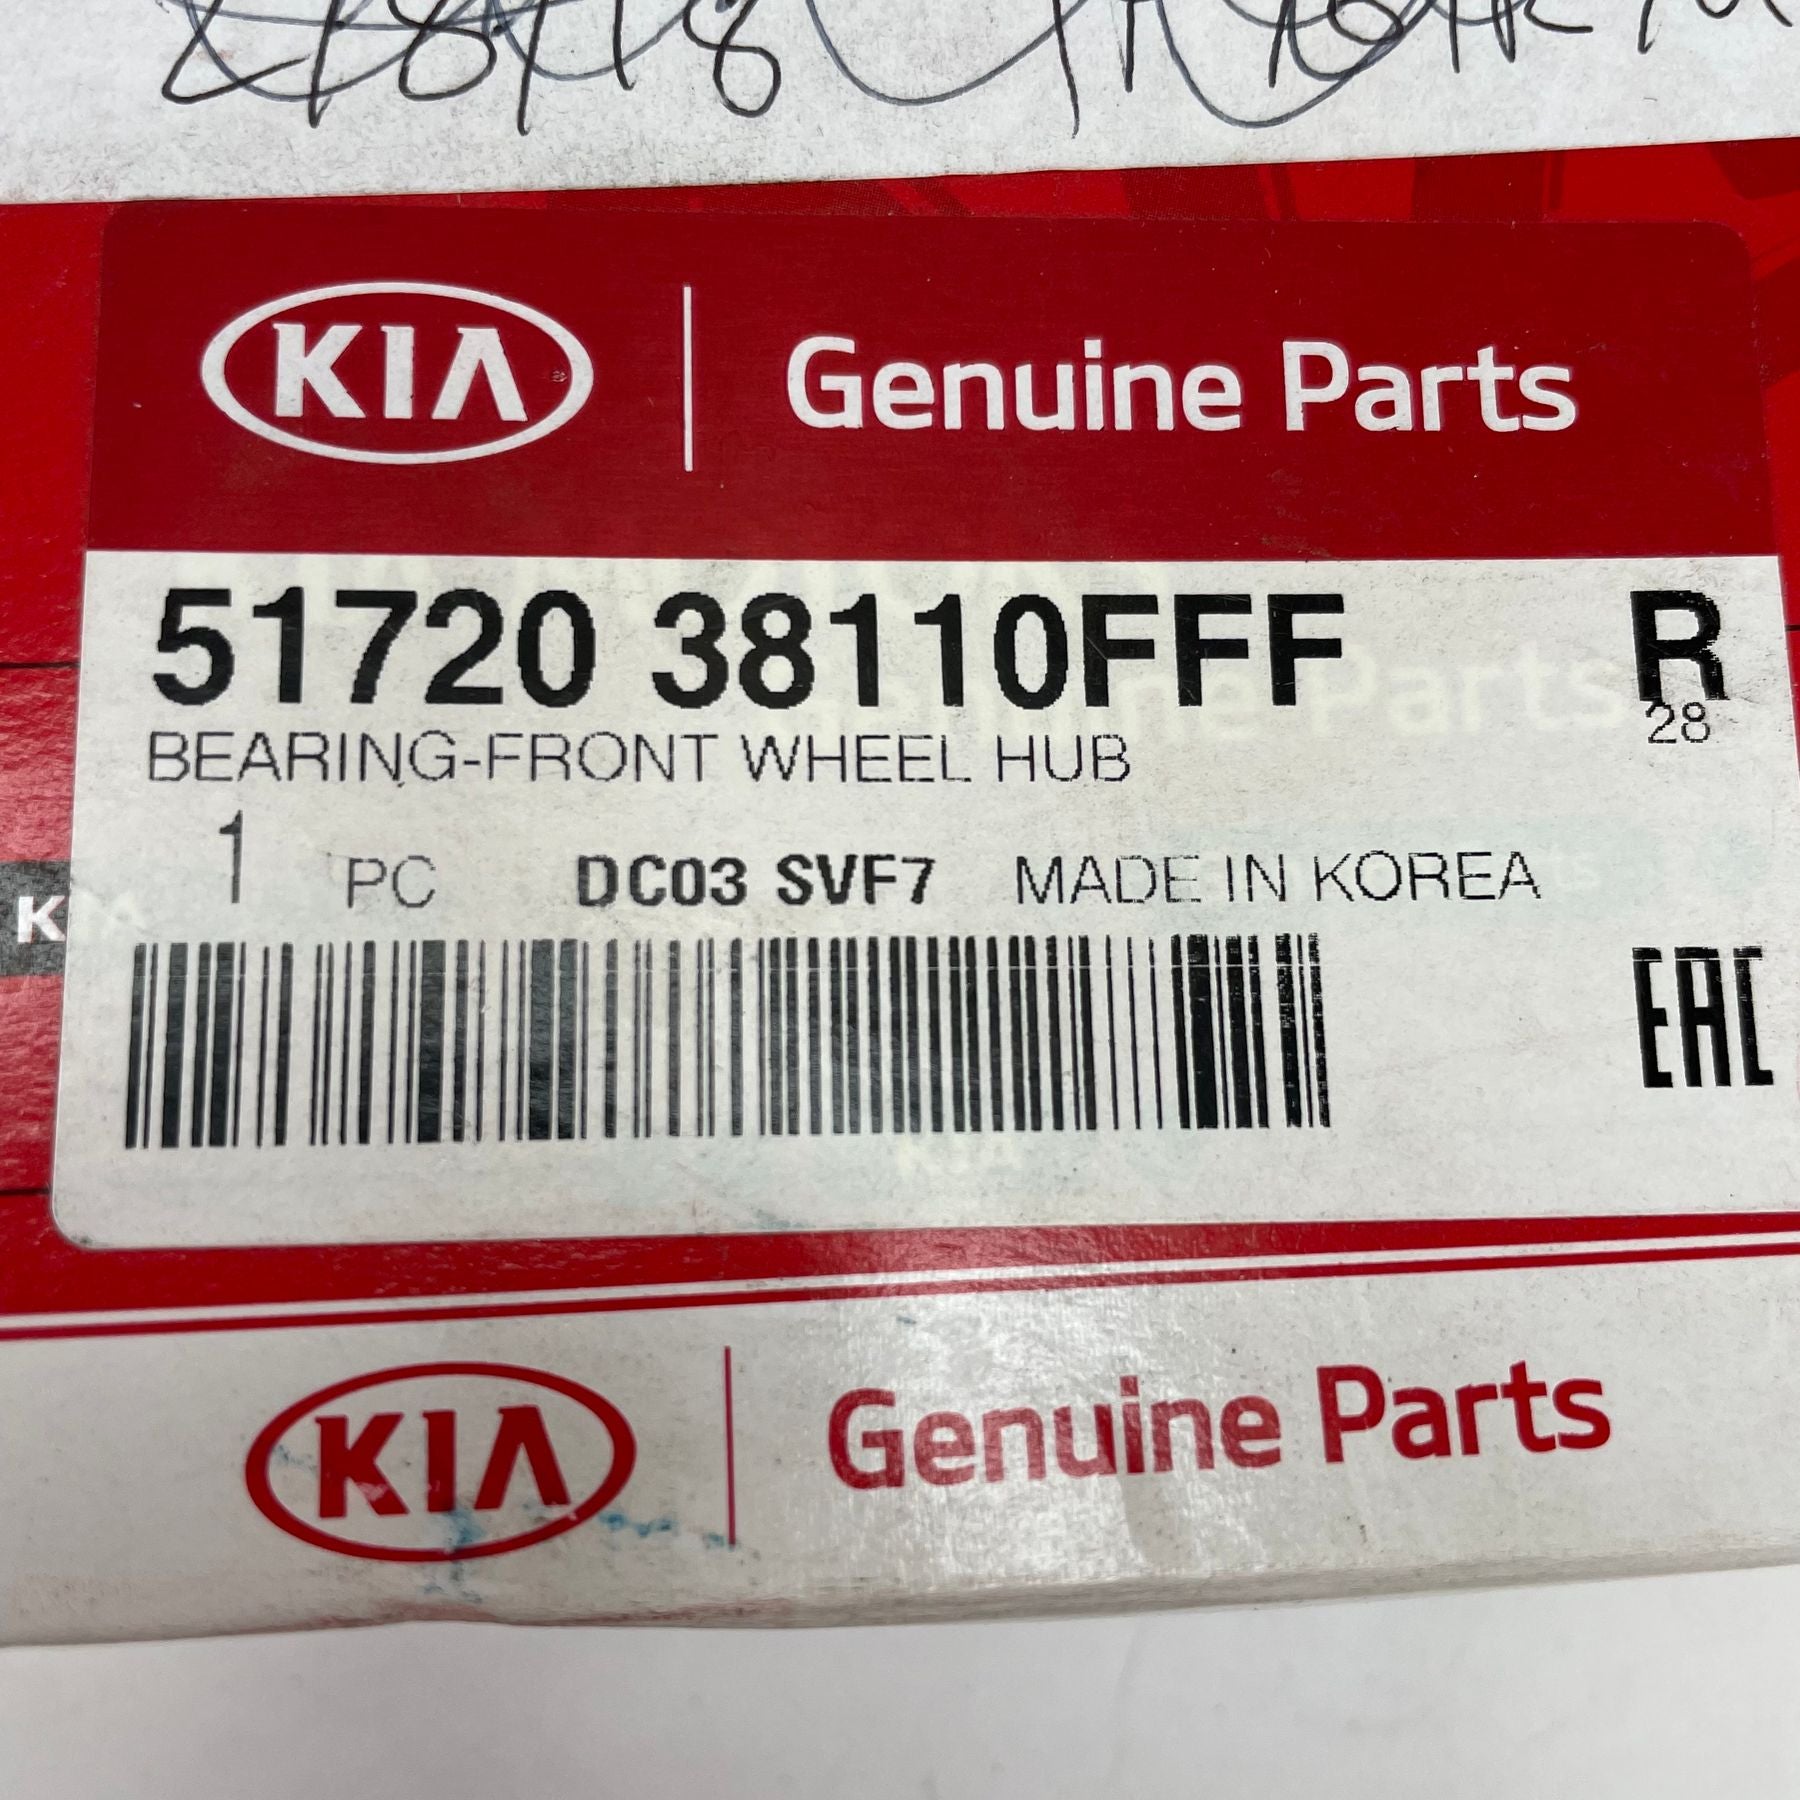 KIA Genuine Parts
51720 38110FFF R
28
BEARING-FRONT WHEEL HUB
1 PC DC03 SVF7 MADE IN KOREA
EAC
KIA Genuine Parts